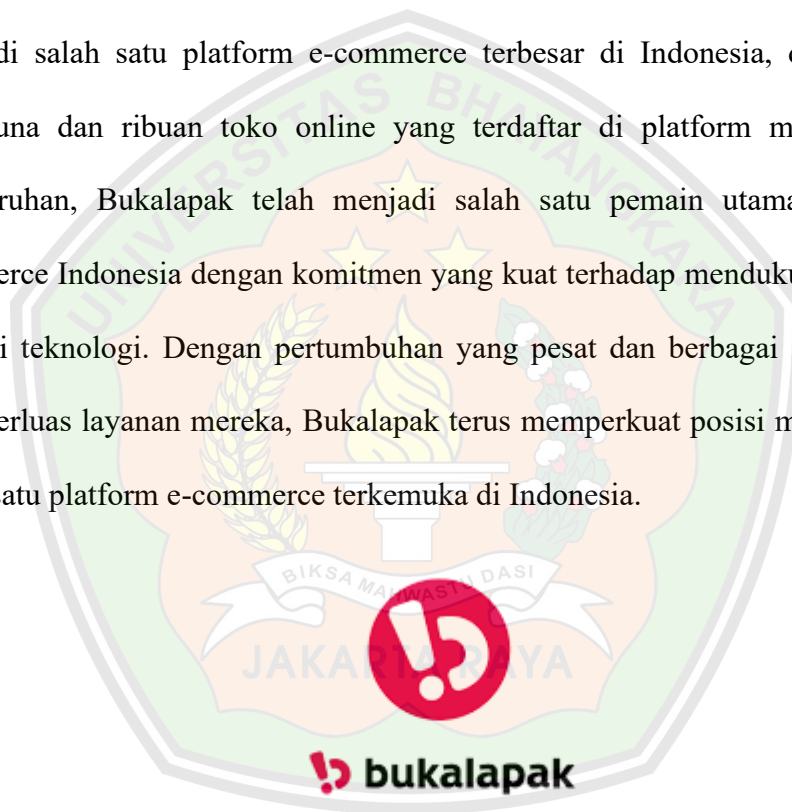 di salah satu platform e-commerce terbesar di Indonesia,
una dan ribuan toko online yang terdaftar di platform m
ruhan, Bukalapak telah menjadi salah satu pemain utama
erce Indonesia dengan komitmen yang kuat terhadap menduku
i teknologi. Dengan pertumbuhan yang pesat dan berbagai
erluas layanan mereka, Bukalapak terus memperkuat posisi m
satu platform e-commerce terkemuka di Indonesia.
UNIVERSITAS BHAYANGKARA
BIKSA MAHWASTU DASI
JAKARTA RAYA
bukalapak